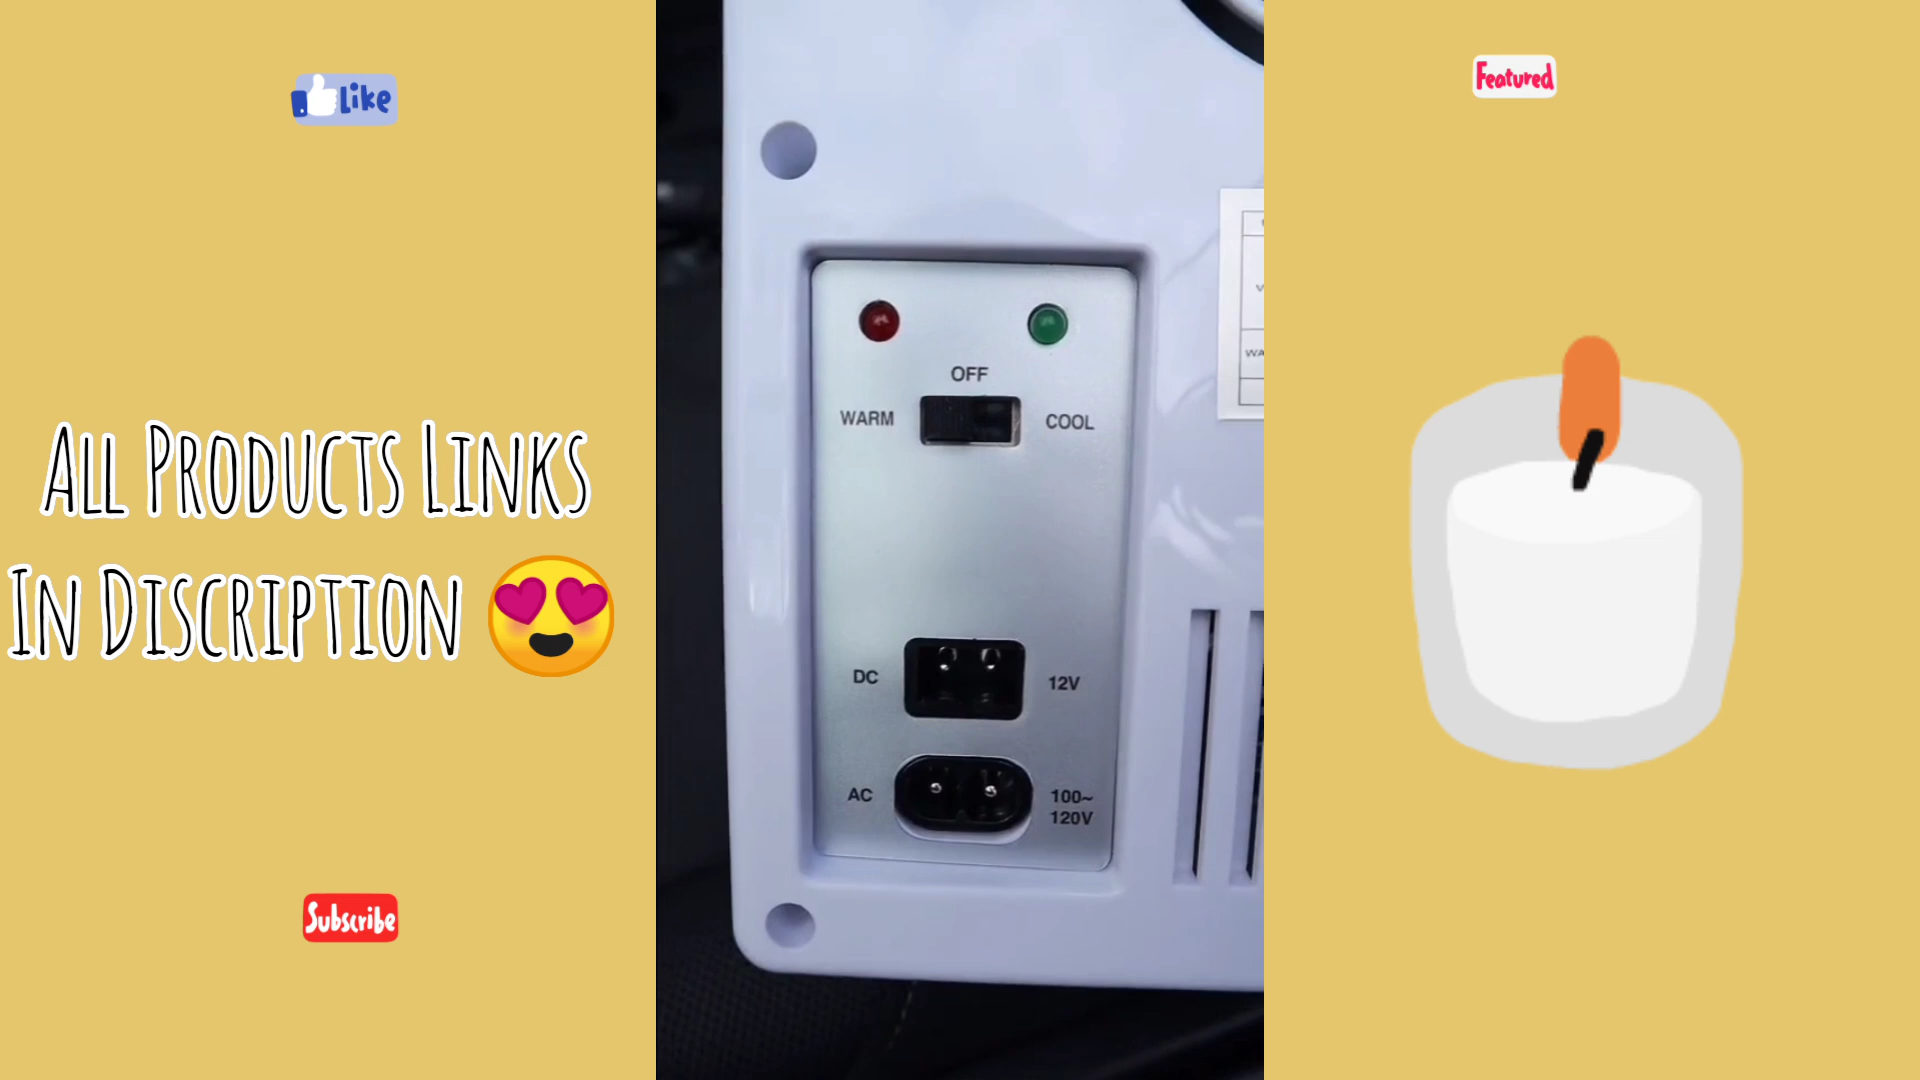 Like
Featured
ALL PRODUCTS LINKS
IN DISCRIPTION 😍
Subscribe
OFF
WARM
COOL
DC
12V
AC
100~
120V